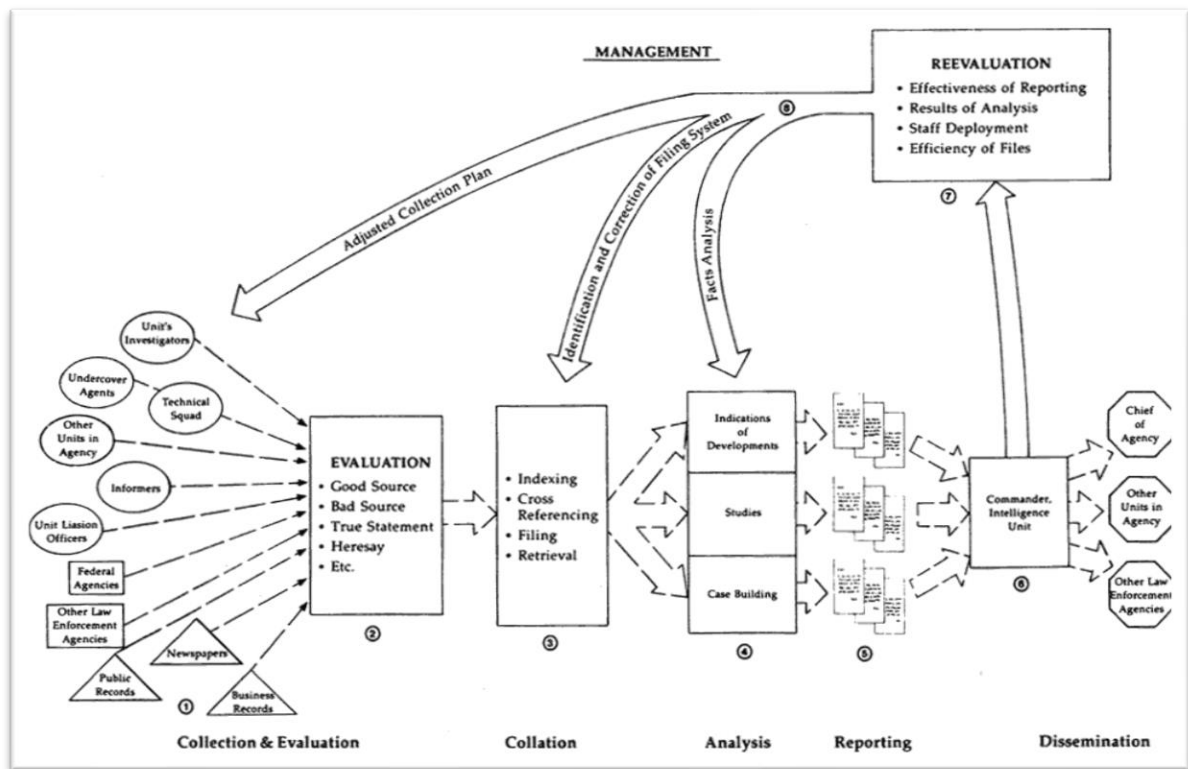 MANAGEMENT
REEVALUATION
• Effectiveness of Reporting
• Results of Analysis
• Staff Deployment
• Efficiency of Files
⑧
⑦
Adjusted Collection Plan
Identification and Correction of Filing System
Facts Analysis
Unit's
Investigators
Undercover
Agents
Technical
Squad
Other
Units in
Agency
Informers
Unit Liasion
Officers
Federal
Agencies
Other Law
Enforcement
Agencies
Newspapers
Public
Records
Business
Records
①
EVALUATION
• Good Source
• Bad Source
• True Statement
• Heresay
• Etc.
②
• Indexing
• Cross
Referencing
• Filing
• Retrieval
③
Indications
of
Developments
Studies
Case Building
④
⑤
Commander,
Intelligence
Unit
⑥
Chief
of
Agency
Other
Units in
Agency
Other Law
Enforcement
Agencies
Collection & Evaluation
Collation
Analysis
Reporting
Dissemination